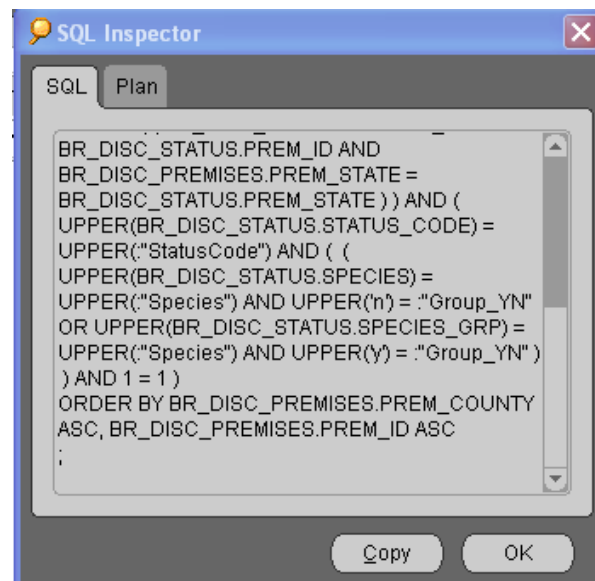 SQL Inspector
SQL Plan
BR_DISC_STATUS.PREM_ID AND
BR_DISC_PREMISES.PREM_STATE =
BR_DISC_STATUS.PREM_STATE ) ) AND (
UPPER(BR_DISC_STATUS.STATUS_CODE) =
UPPER(:"StatusCode") AND ( (
UPPER(BR_DISC_STATUS.SPECIES) =
UPPER(:"Species") AND UPPER('n') = :"Group_YN"
OR UPPER(BR_DISC_STATUS.SPECIES_GRP) =
UPPER(:"Species") AND UPPER('y') = :"Group_YN" )
) AND 1 = 1 )
ORDER BY BR_DISC_PREMISES.PREM_COUNTY
ASC, BR_DISC_PREMISES.PREM_ID ASC
;
Copy OK